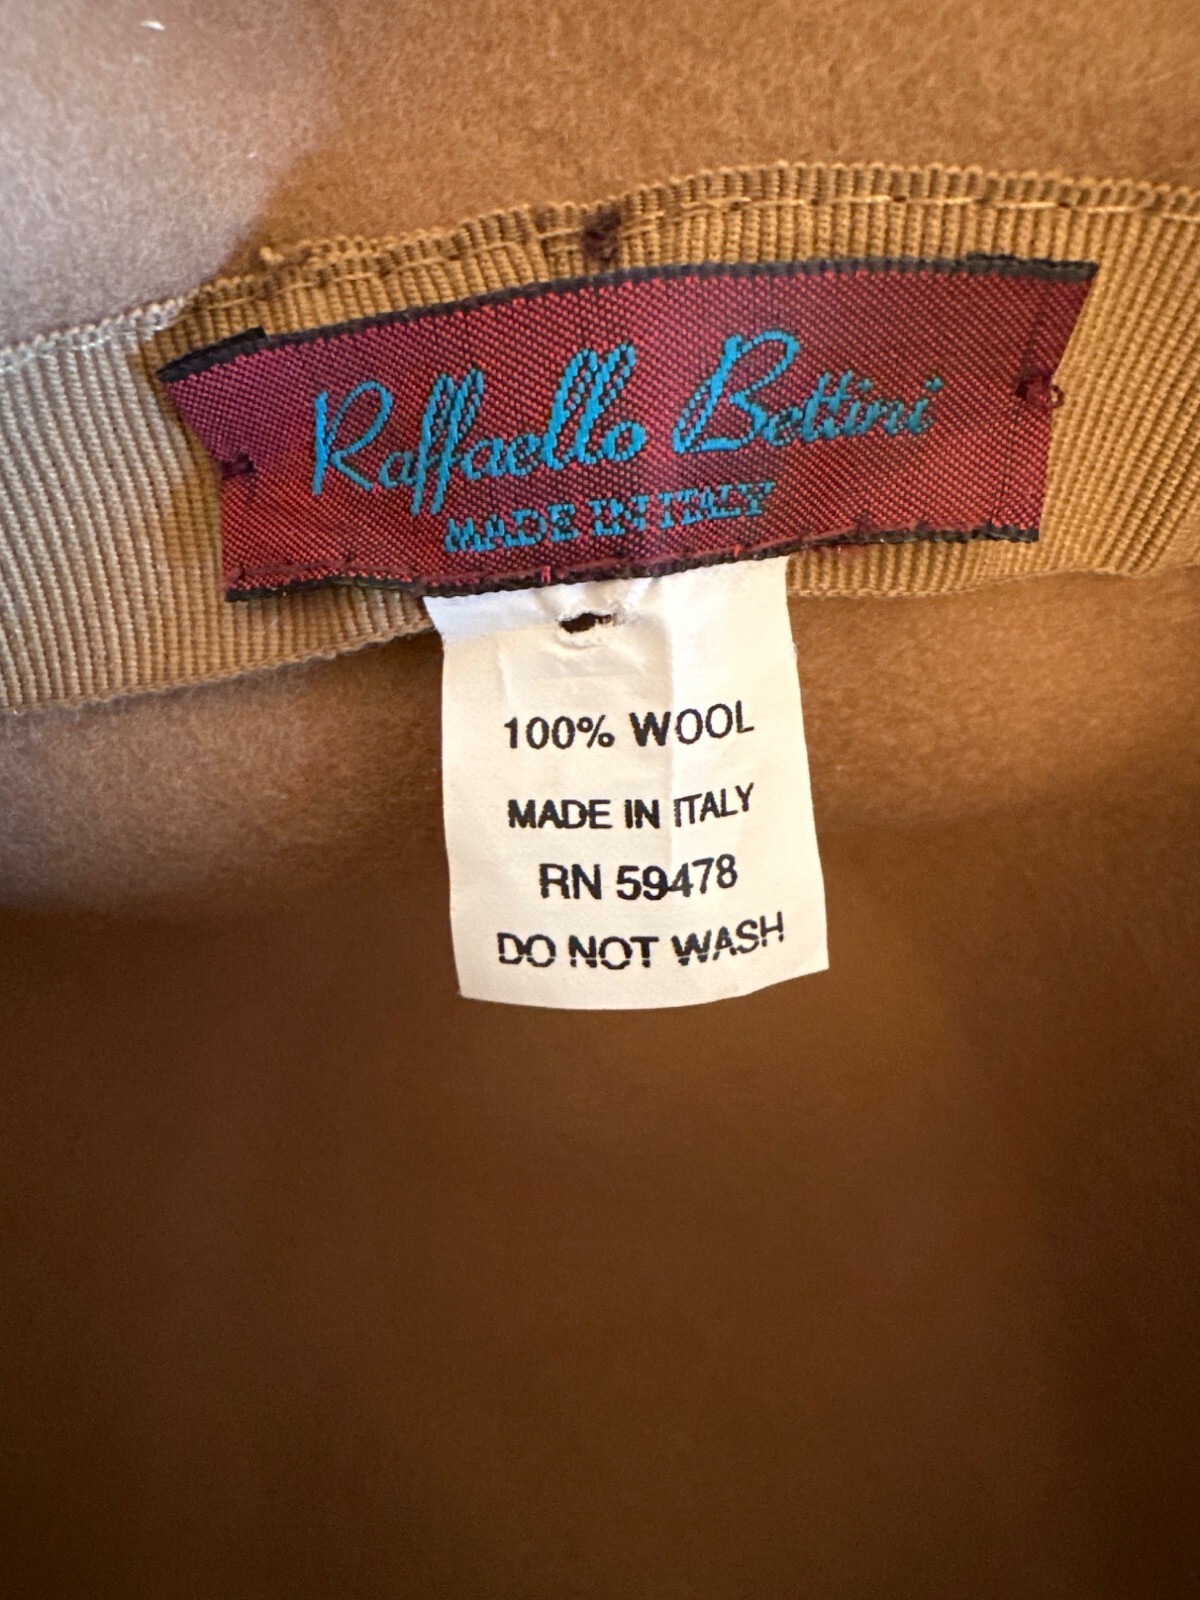 Raffaello Bettini
MADE IN ITALY
100% WOOL
MADE IN ITALY
RN 59478
DO NOT WASH